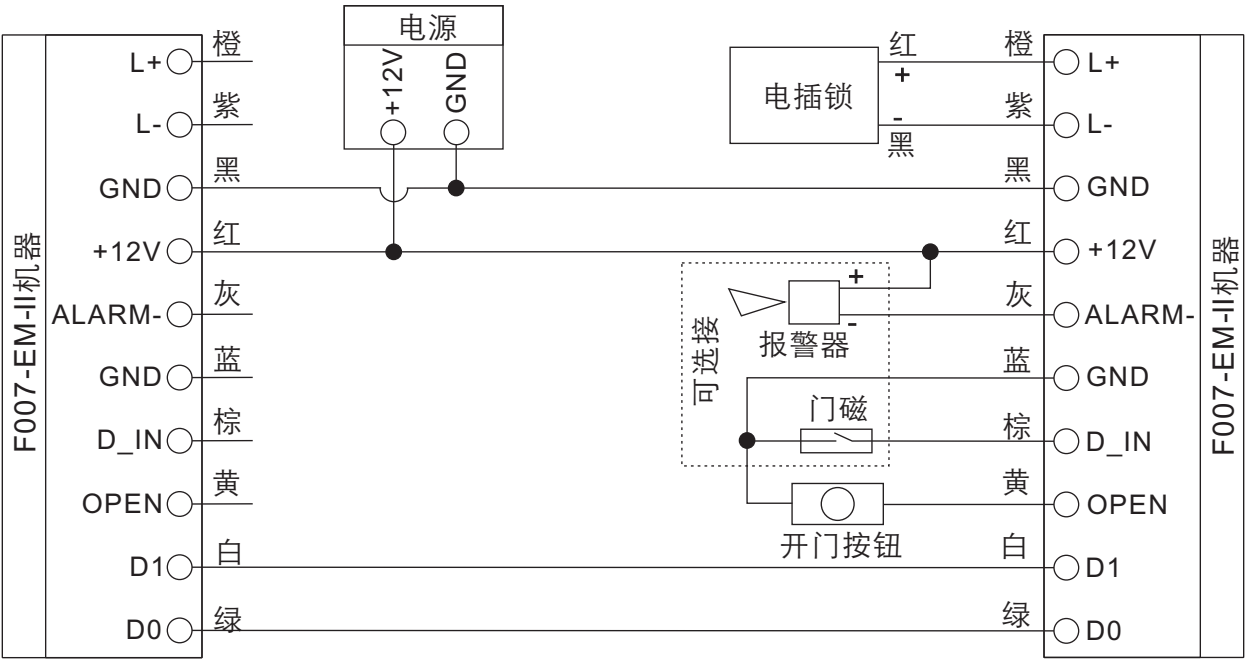 F007-EM-II机器
L+ 橙
L- 紫
GND 黑
+12V 红
ALARM- 灰
GND 蓝
D_IN 棕
OPEN 黄
D1 白
D0 绿
电源
+12V
GND
电插锁
红
+
-
黑
可选接
+
-
报警器
门磁
开门按钮
橙 L+
紫 L-
黑 GND
红 +12V
灰 ALARM-
蓝 GND
棕 D_IN
黄 OPEN
白 D1
绿 D0
F007-EM-II机器